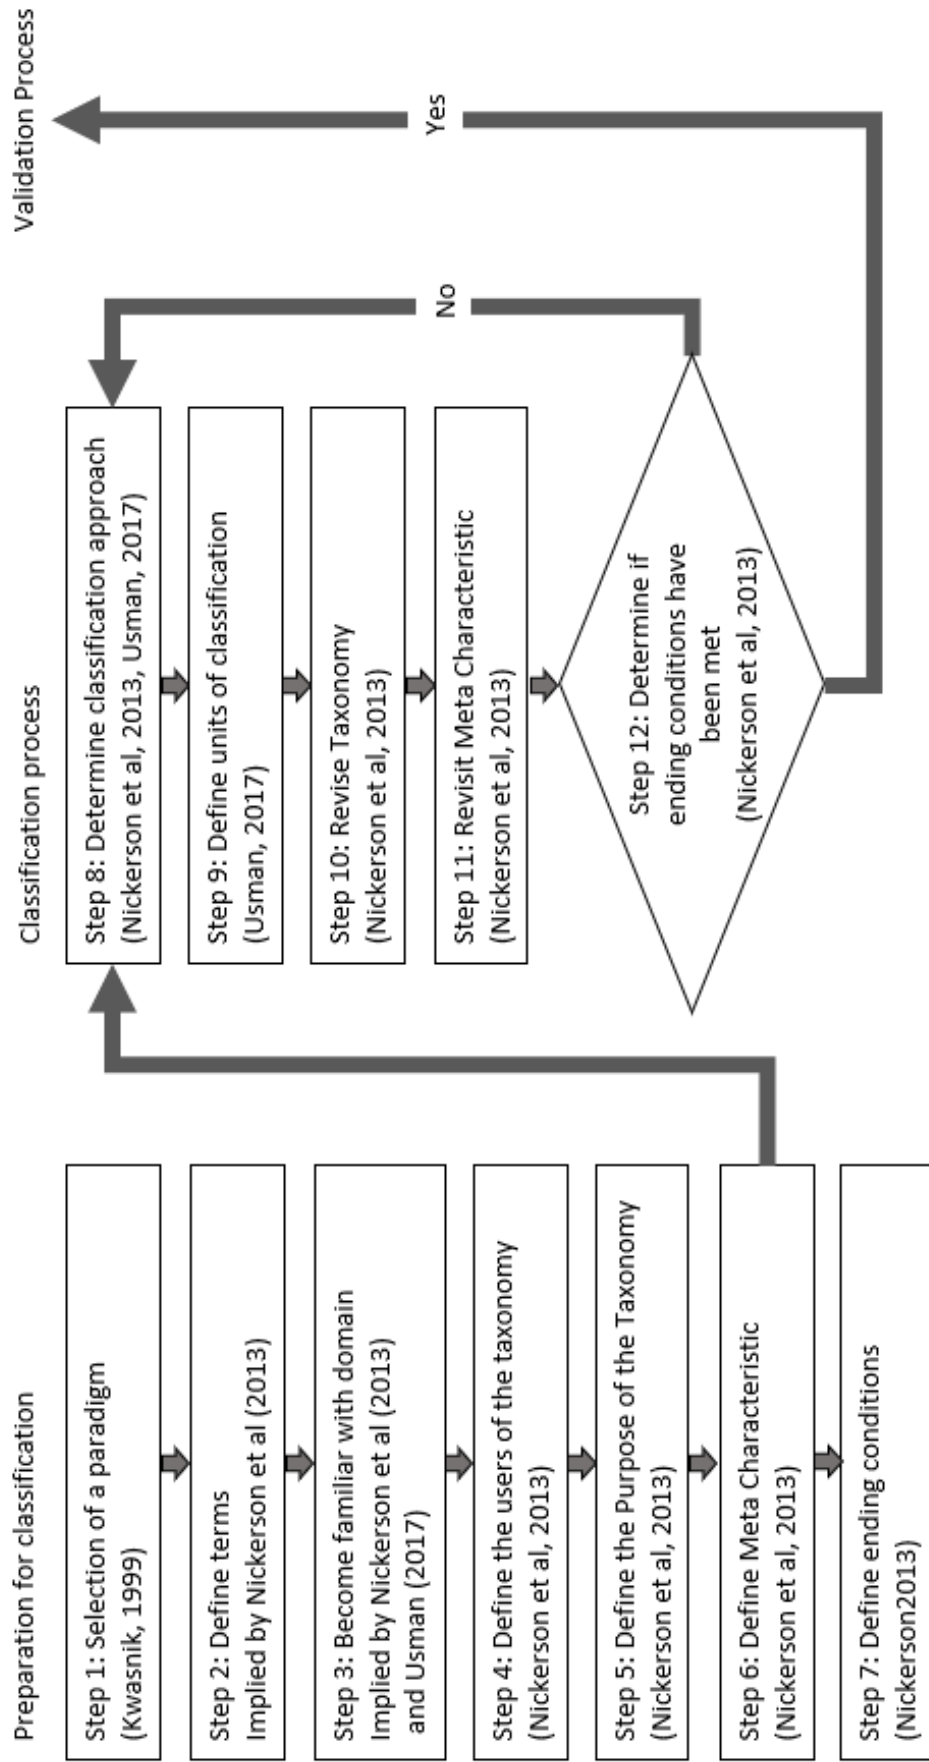 Preparation for classification
Step 1: Selection of a paradigm
(Kwasnik, 1999)
Step 2: Define terms
Implied by Nickerson et al (2013)
Step 3: Become familiar with domain
Implied by Nickerson et al (2013)
and Usman (2017)
Step 4: Define the users of the taxonomy
(Nickerson et al, 2013)
Step 5: Define the Purpose of the Taxonomy
(Nickerson et al, 2013)
Step 6: Define Meta Characteristic
(Nickerson et al, 2013)
Step 7: Define ending conditions
(Nickerson2013)
Classification process
Step 8: Determine classification approach
(Nickerson et al, 2013, Usman, 2017)
Step 9: Define units of classification
(Usman, 2017)
Step 10: Revise Taxonomy
(Nickerson et al, 2013)
Step 11: Revisit Meta Characteristic
(Nickerson et al, 2013)
Step 12: Determine if
ending conditions have
been met
(Nickerson et al, 2013)
No
Yes
Validation Process